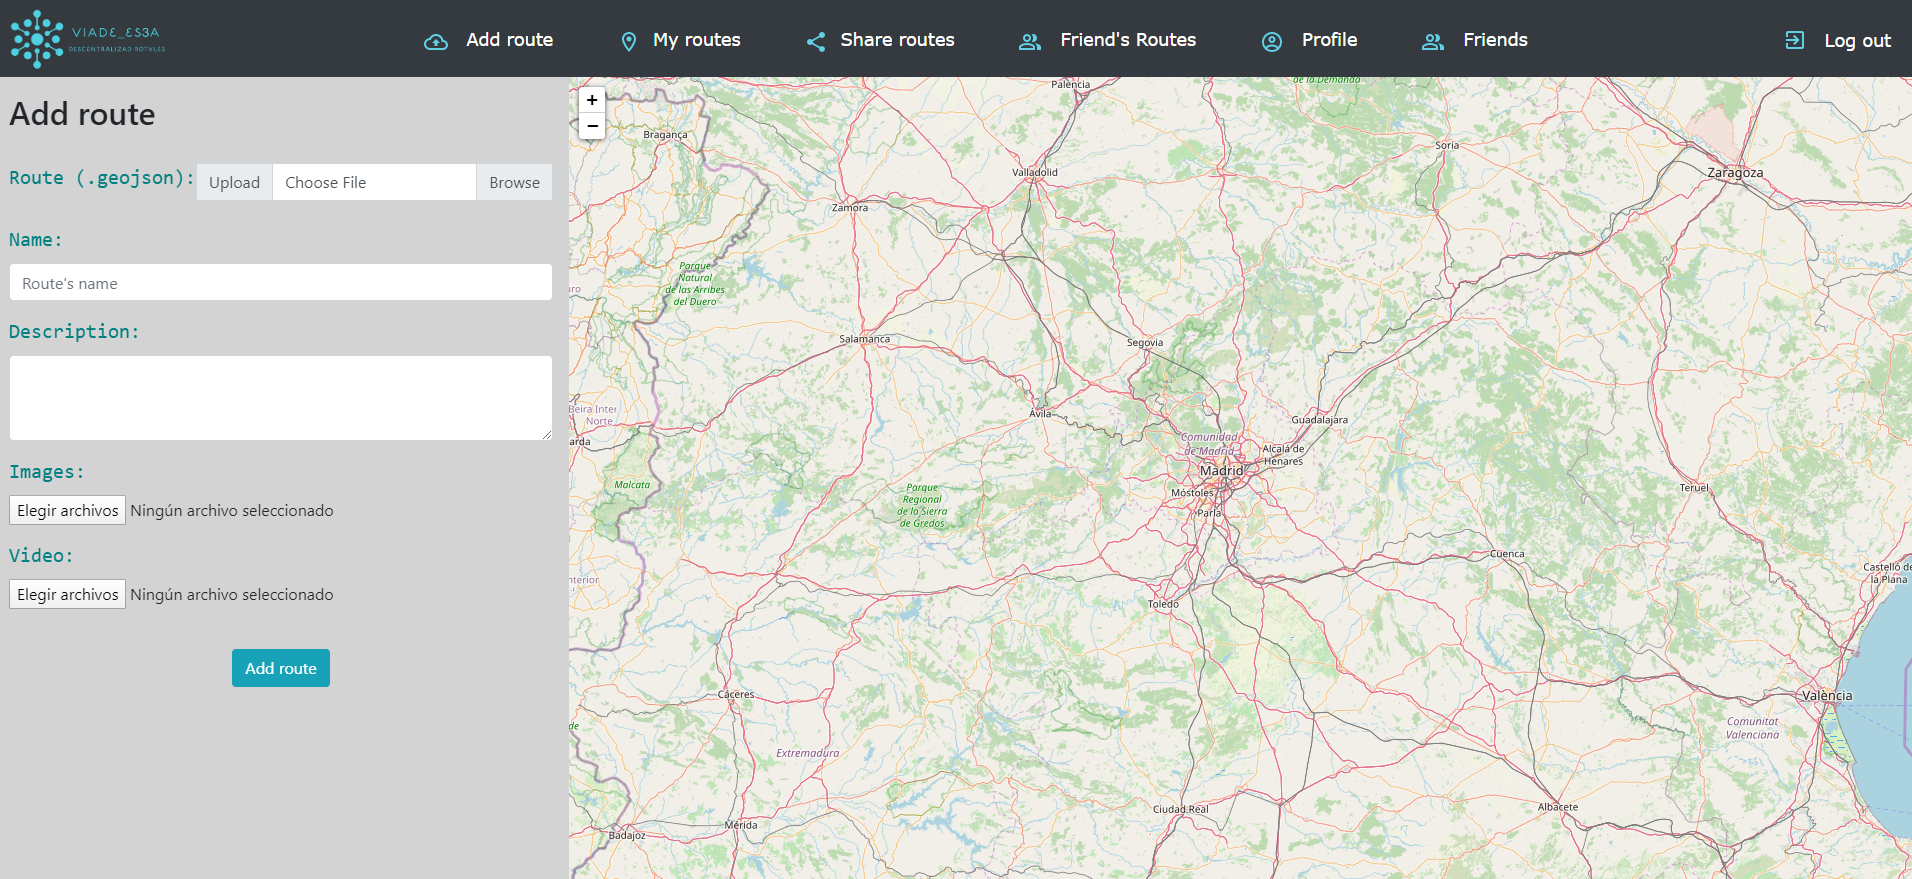 VIADE_ES3A
DESCENTRALIZAD ROTULES
Add route
My routes
Share routes
Friend's Routes
Profile
Friends
Log out
Add route
Route (.geojson):
Upload
Choose File
Browse
Name:
Route's name
Description:
Images:
Elegir archivos Ningún archivo seleccionado
Video:
Elegir archivos Ningún archivo seleccionado
Add route
+
−
de la Demanda
Palencia
Bragança
Soria
Valladolid
Zaragoza
Zamora
Parque
Natural
de las Arribes
del Duero
Salamanca
Segovia
Ávila
Guadalajara
Beira Inter
Norte
arda
Comunidad
de Madrid
Alcalá de
Henares
Madrid
Móstoles
Parla
Malcata
Parque
Regional
de la Sierra
de Gredos
Teruel
Cuenca
Castelló de
la Plana
nterior
Toledo
Cáceres
València
Comunitat
Valenciana
de
Extremadura
Ciudad Real
Albacete
Mérida
Badajoz